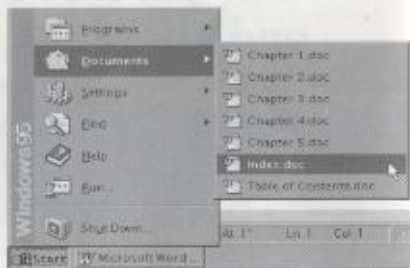 Programs
Documents
Settings
Find
Help
Run...
Shut Down...
Windows95
Chapter 1.doc
Chapter 2.doc
Chapter 3.doc
Chapter 4.doc
Chapter 5.doc
Index.doc
Table of Contents.doc
At 1" Ln 1 Col 1
Start Microsoft Word ...